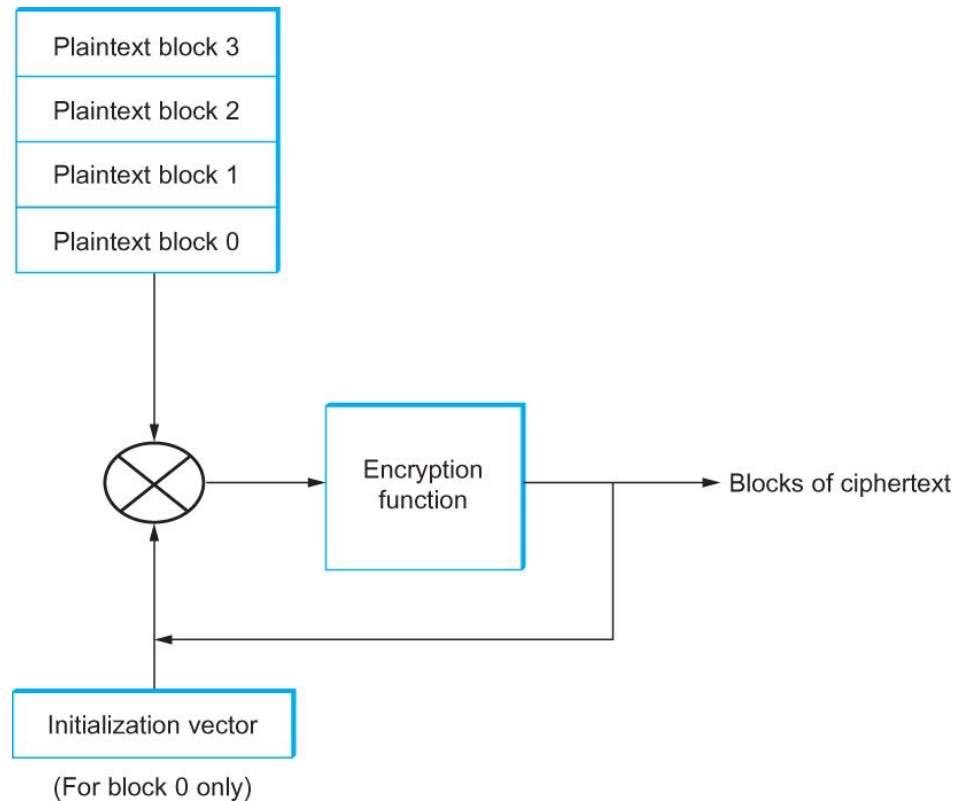 Plaintext block 3
Plaintext block 2
Plaintext block 1
Plaintext block 0
Encryption
function
Blocks of ciphertext
Initialization vector
(For block 0 only)